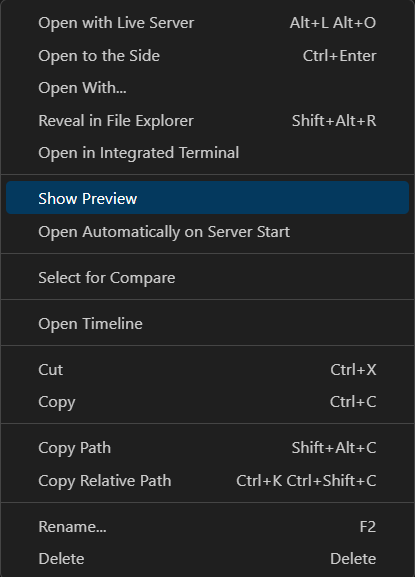 Open with Live Server Alt+L Alt+O
Open to the Side Ctrl+Enter
Open With...
Reveal in File Explorer Shift+Alt+R
Open in Integrated Terminal
Show Preview
Open Automatically on Server Start
Select for Compare
Open Timeline
Cut Ctrl+X
Copy Ctrl+C
Copy Path Shift+Alt+C
Copy Relative Path Ctrl+K Ctrl+Shift+C
Rename... F2
Delete Delete